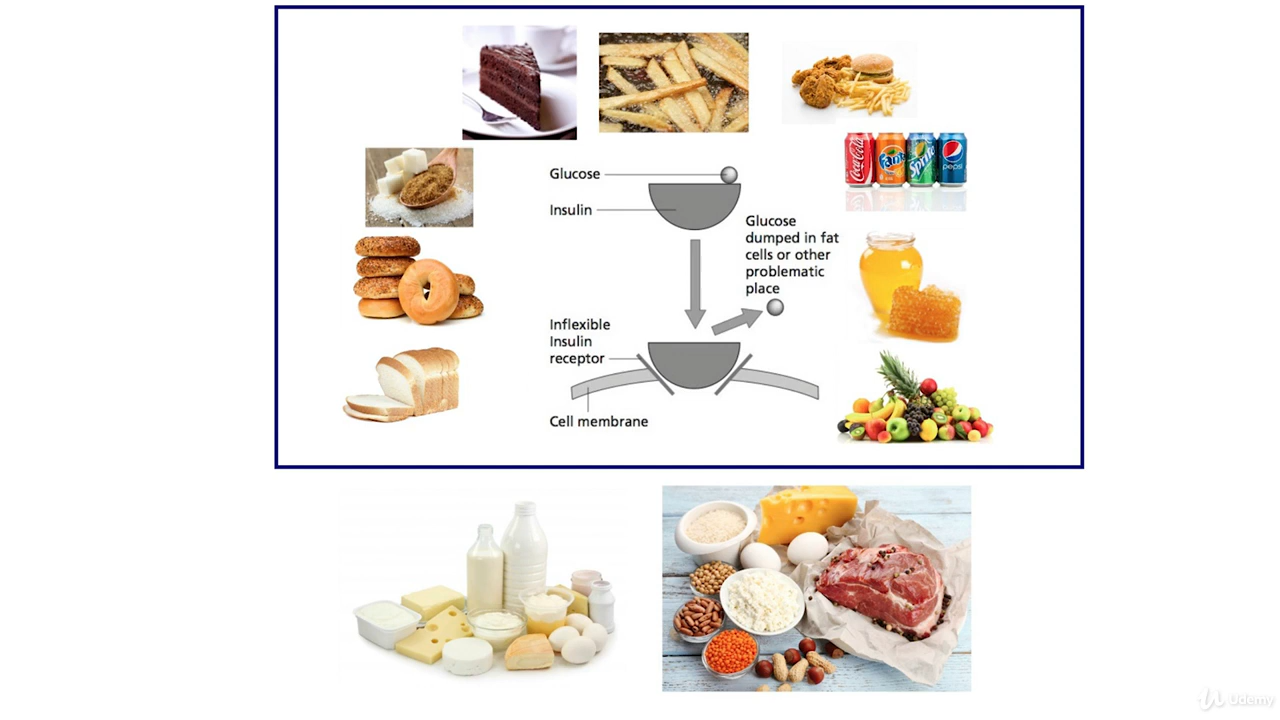 Coca-Cola
Fanta
Sprite
pepsi
Glucose
Insulin
Glucose
dumped in fat
cells or other
problematic
place
Inflexible
Insulin
receptor
Cell membrane
Udemy